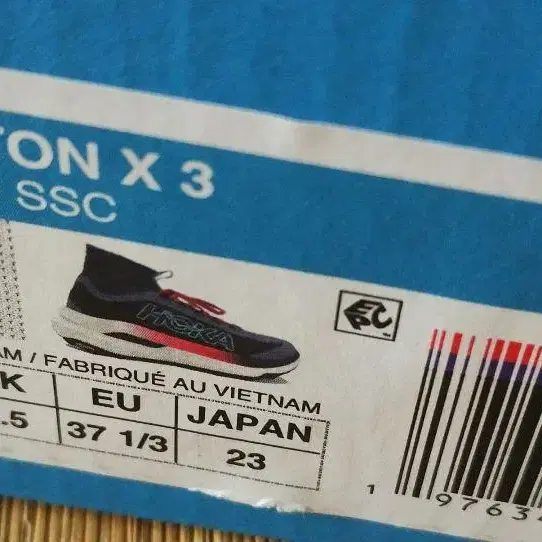 TON X 3
SSC
HOKA
AM / FABRIQUÉ AU VIETNAM
K EU JAPAN
.5 37 1/3 23
1 9763